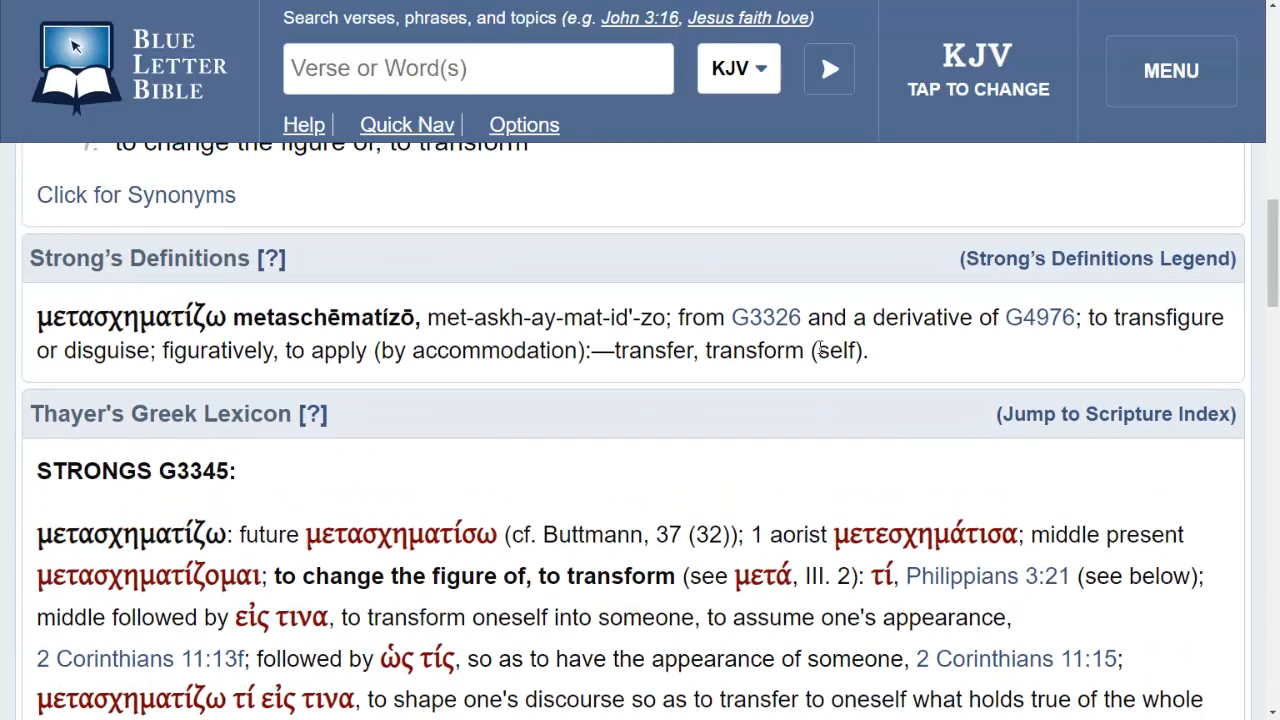 BLUE
LETTER
BIBLE
Search verses, phrases, and topics (e.g. John 3:16, Jesus faith love)
Verse or Word(s)
KJV
Help
Quick Nav
Options
KJV
TAP TO CHANGE
MENU
1. to change the figure of, to transform
Click for Synonyms
Strong’s Definitions [?]
(Strong’s Definitions Legend)
μετασχηματίζω metaschēmatízō, met-askh-ay-mat-id'-zo; from G3326 and a derivative of G4976; to transfigure
or disguise; figuratively, to apply (by accommodation):—transfer, transform (self).
Thayer's Greek Lexicon [?]
(Jump to Scripture Index)
STRONGS G3345:
μετασχηματίζω: future μετασχηματίσω (cf. Buttmann, 37 (32)); 1 aorist μετεσχημάτισα; middle present
μετασχηματίζομαι; to change the figure of, to transform (see μετά, III. 2): τί, Philippians 3:21 (see below);
middle followed by εἰς τινα, to transform oneself into someone, to assume one's appearance,
2 Corinthians 11:13f; followed by ὡς τίς, so as to have the appearance of someone, 2 Corinthians 11:15;
μετασχηματίζω τί εἰς τινα, to shape one's discourse so as to transfer to oneself what holds true of the whole